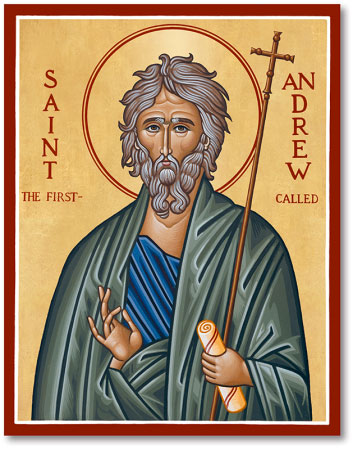 SAINT
ANDREW
THE FIRST-
CALLED